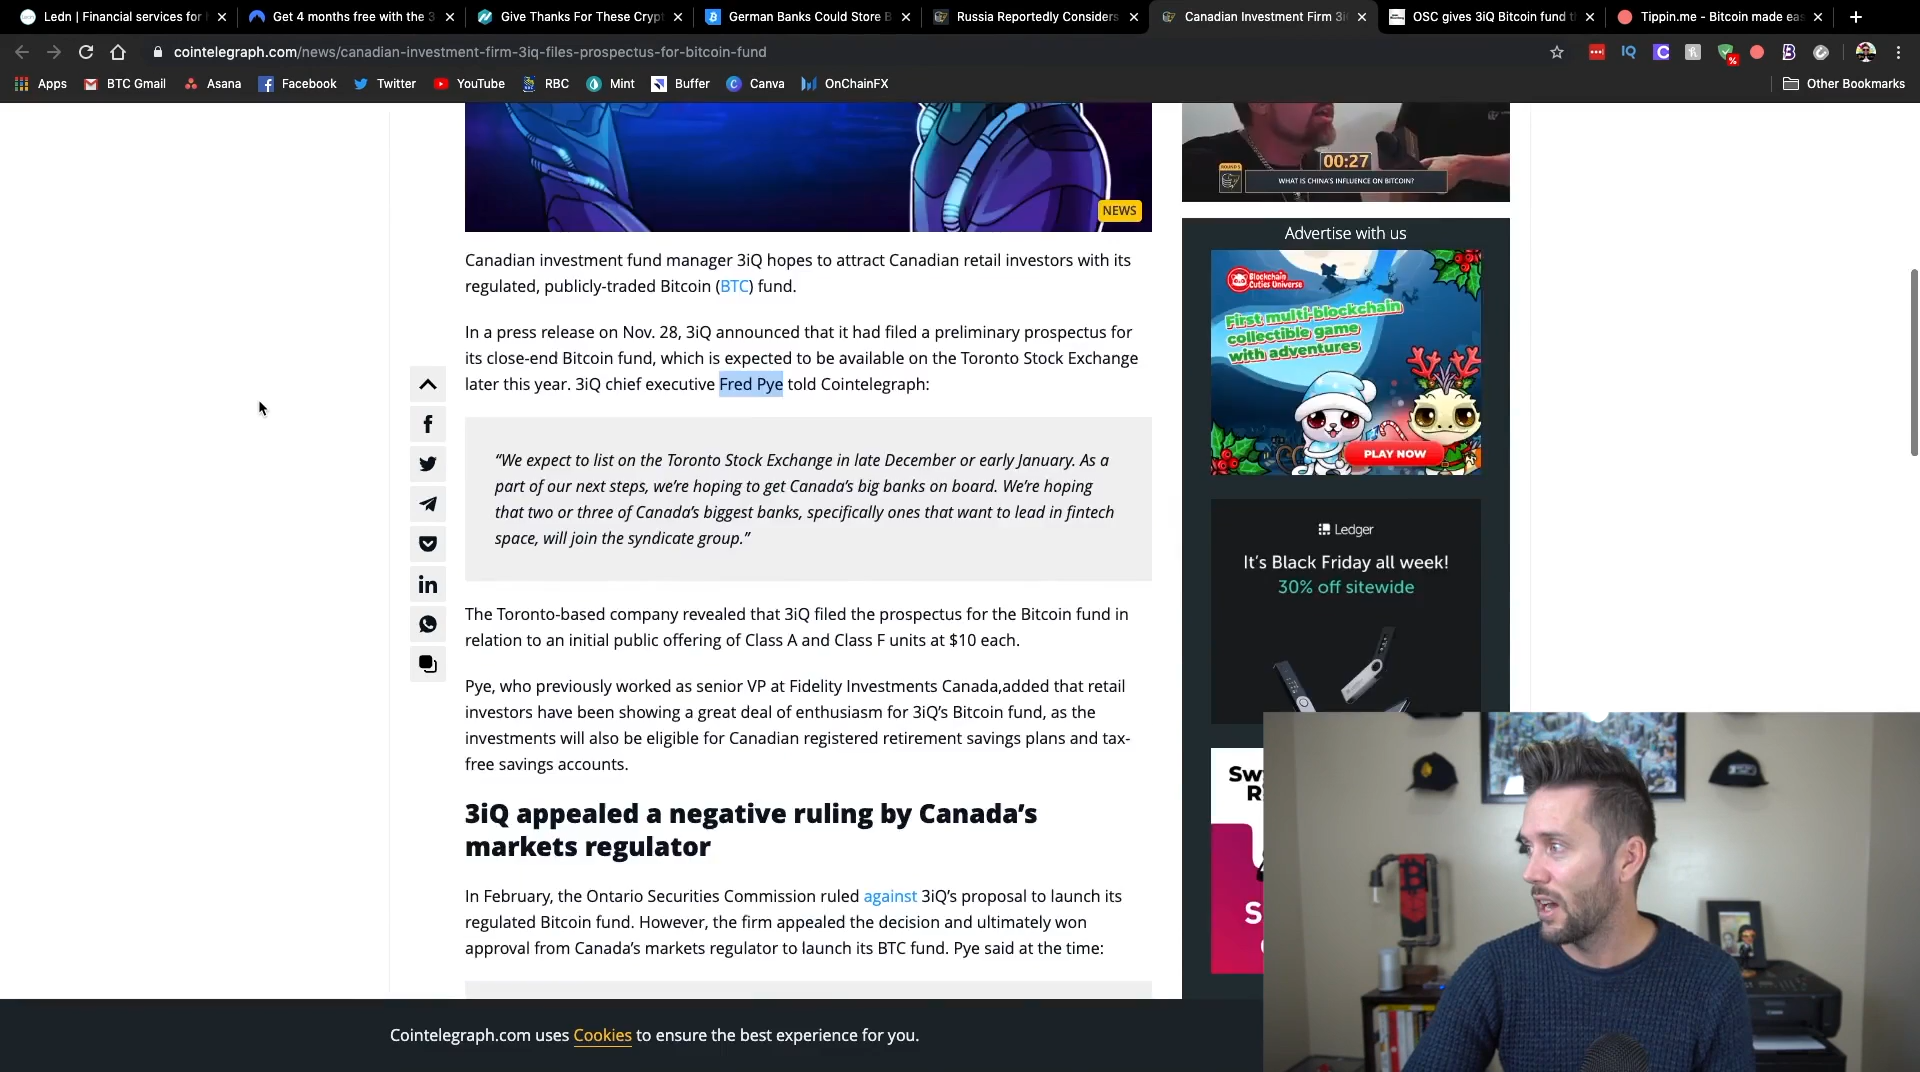 Ledn | Financial services for
Get 4 months free with the 3
Give Thanks For These Crypt
German Banks Could Store B
Russia Reportedly Considers
Canadian Investment Firm 3i
OSC gives 3iQ Bitcoin fund t
Tippin.me - Bitcoin made eas
cointelegraph.com/news/canadian-investment-firm-3iq-files-prospectus-for-bitcoin-fund
IQ
Apps
BTC Gmail
Asana
Facebook
Twitter
YouTube
RBC
Mint
Buffer
Canva
OnChainFX
Other Bookmarks
NEWS
00:27
WHAT IS CHINA'S INFLUENCE ON BITCOIN?
Canadian investment fund manager 3iQ hopes to attract Canadian retail investors with its
regulated, publicly-traded Bitcoin (BTC) fund.
In a press release on Nov. 28, 3iQ announced that it had filed a preliminary prospectus for
its close-end Bitcoin fund, which is expected to be available on the Toronto Stock Exchange
later this year. 3iQ chief executive Fred Pye told Cointelegraph:
“We expect to list on the Toronto Stock Exchange in late December or early January. As a
part of our next steps, we’re hoping to get Canada’s big banks on board. We’re hoping
that two or three of Canada’s biggest banks, specifically ones that want to lead in fintech
space, will join the syndicate group.”
The Toronto-based company revealed that 3iQ filed the prospectus for the Bitcoin fund in
relation to an initial public offering of Class A and Class F units at $10 each.
Pye, who previously worked as senior VP at Fidelity Investments Canada,added that retail
investors have been showing a great deal of enthusiasm for 3iQ’s Bitcoin fund, as the
investments will also be eligible for Canadian registered retirement savings plans and tax-
free savings accounts.
3iQ appealed a negative ruling by Canada’s
markets regulator
In February, the Ontario Securities Commission ruled against 3iQ’s proposal to launch its
regulated Bitcoin fund. However, the firm appealed the decision and ultimately won
approval from Canada’s markets regulator to launch its BTC fund. Pye said at the time:
Advertise with us
Blockchain
Cuties Universe
First multi-blockchain
collectible game
with adventures
PLAY NOW
Ledger
It’s Black Friday all week!
30% off sitewide
Cointelegraph.com uses Cookies to ensure the best experience for you.